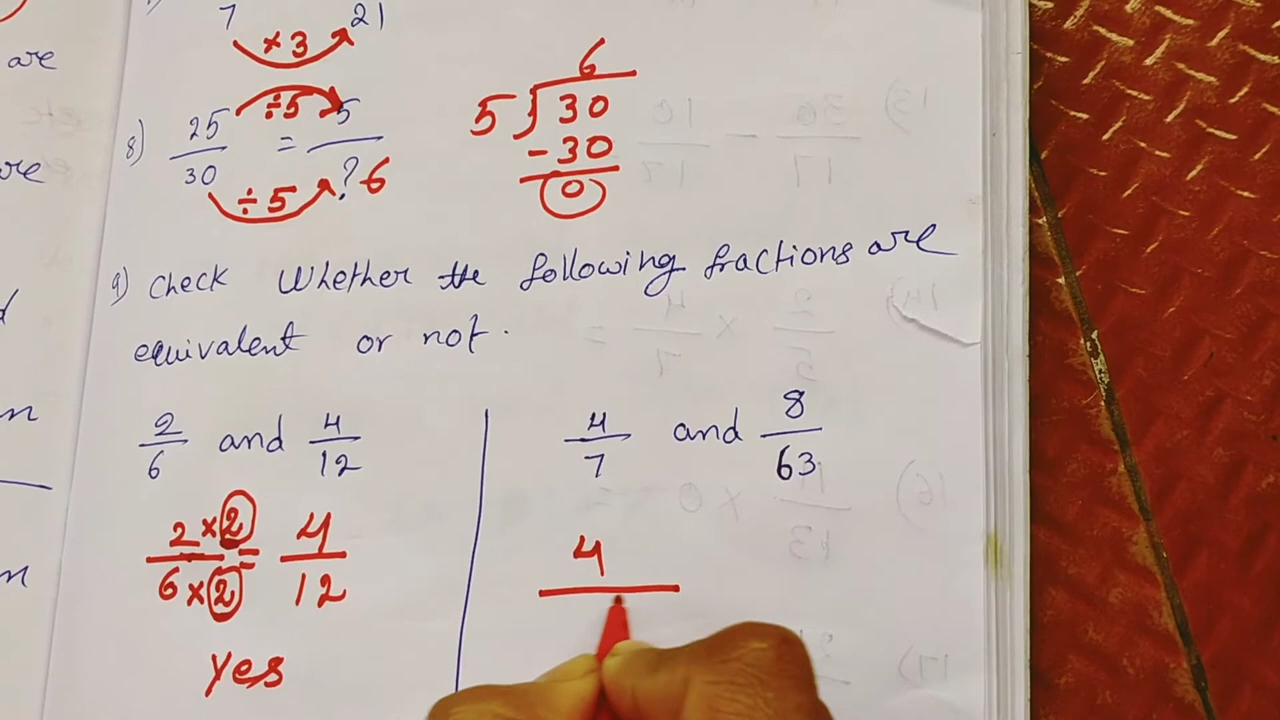 7 21
×3
are
8) 25/30 = 5/? 6
÷5
÷5
6
5 30
-30
0
9) Check Whether the following fractions are
equivalent or not.
2/6 and 4/12
4/7 and 8/63
2×2/6×2 = 4/12
4
yes